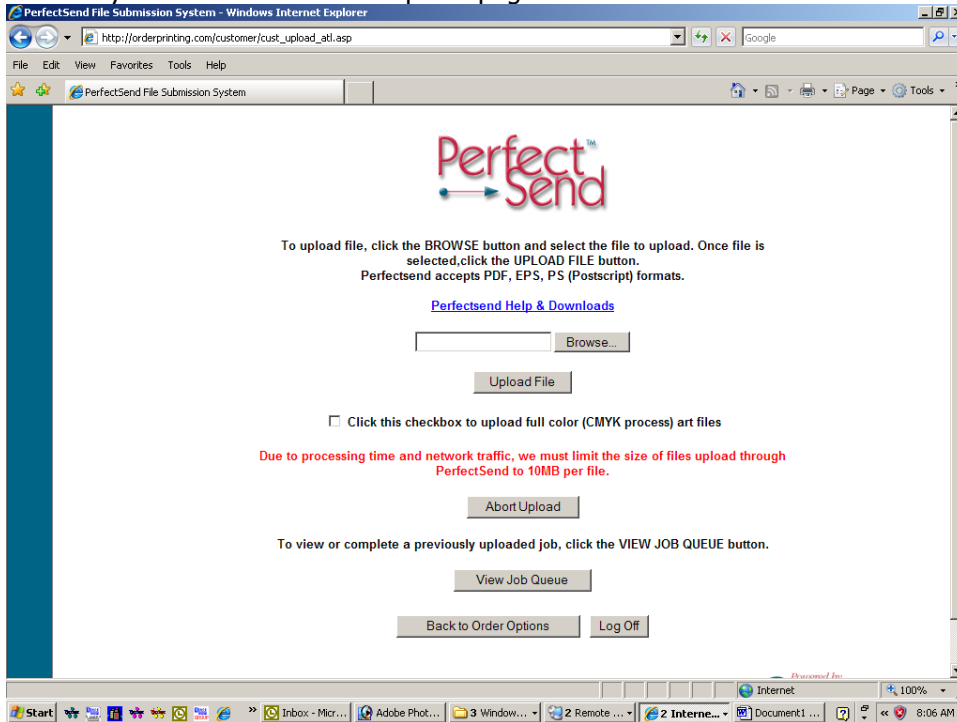 PerfectSend File Submission System - Windows Internet Explorer
http://orderprinting.com/customer/cust_upload_atl.asp
Google
File Edit View Favorites Tools Help
PerfectSend File Submission System
Page Tools
Perfect™
Send
To upload file, click the BROWSE button and select the file to upload. Once file is
selected,click the UPLOAD FILE button.
Perfectsend accepts PDF, EPS, PS (Postscript) formats.
Perfectsend Help & Downloads
Browse...
Upload File
Click this checkbox to upload full color (CMYK process) art files
Due to processing time and network traffic, we must limit the size of files upload through
PerfectSend to 10MB per file.
Abort Upload
To view or complete a previously uploaded job, click the VIEW JOB QUEUE button.
View Job Queue
Back to Order Options Log Off
Powered by
Internet 100%
Start Inbox - Micr... Adobe Phot... 3 Window... 2 Remote ... 2 Interne... Document1 ... 8:06 AM